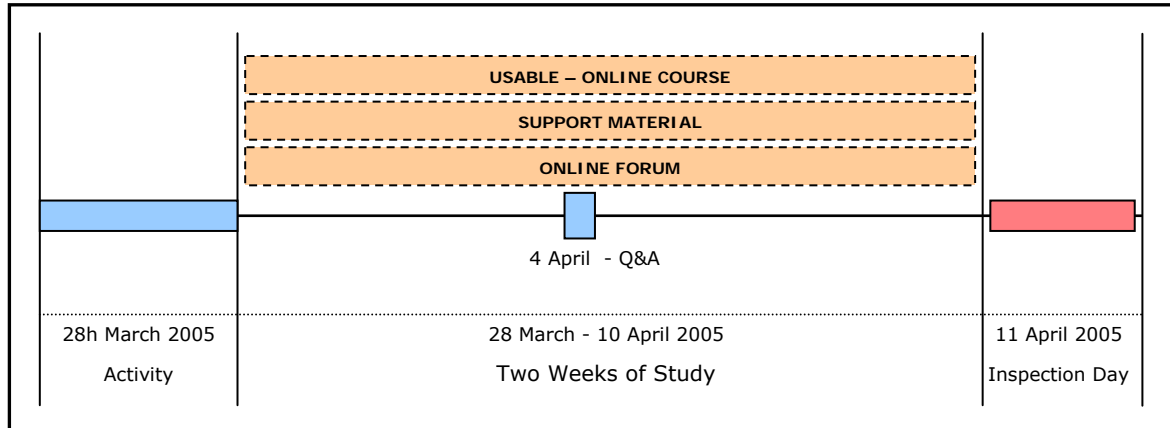 USABLE – ONLINE COURSE
SUPPORT MATERIAL
ONLINE FORUM
4 April - Q&A
28h March 2005
28 March - 10 April 2005
11 April 2005
Activity
Two Weeks of Study
Inspection Day